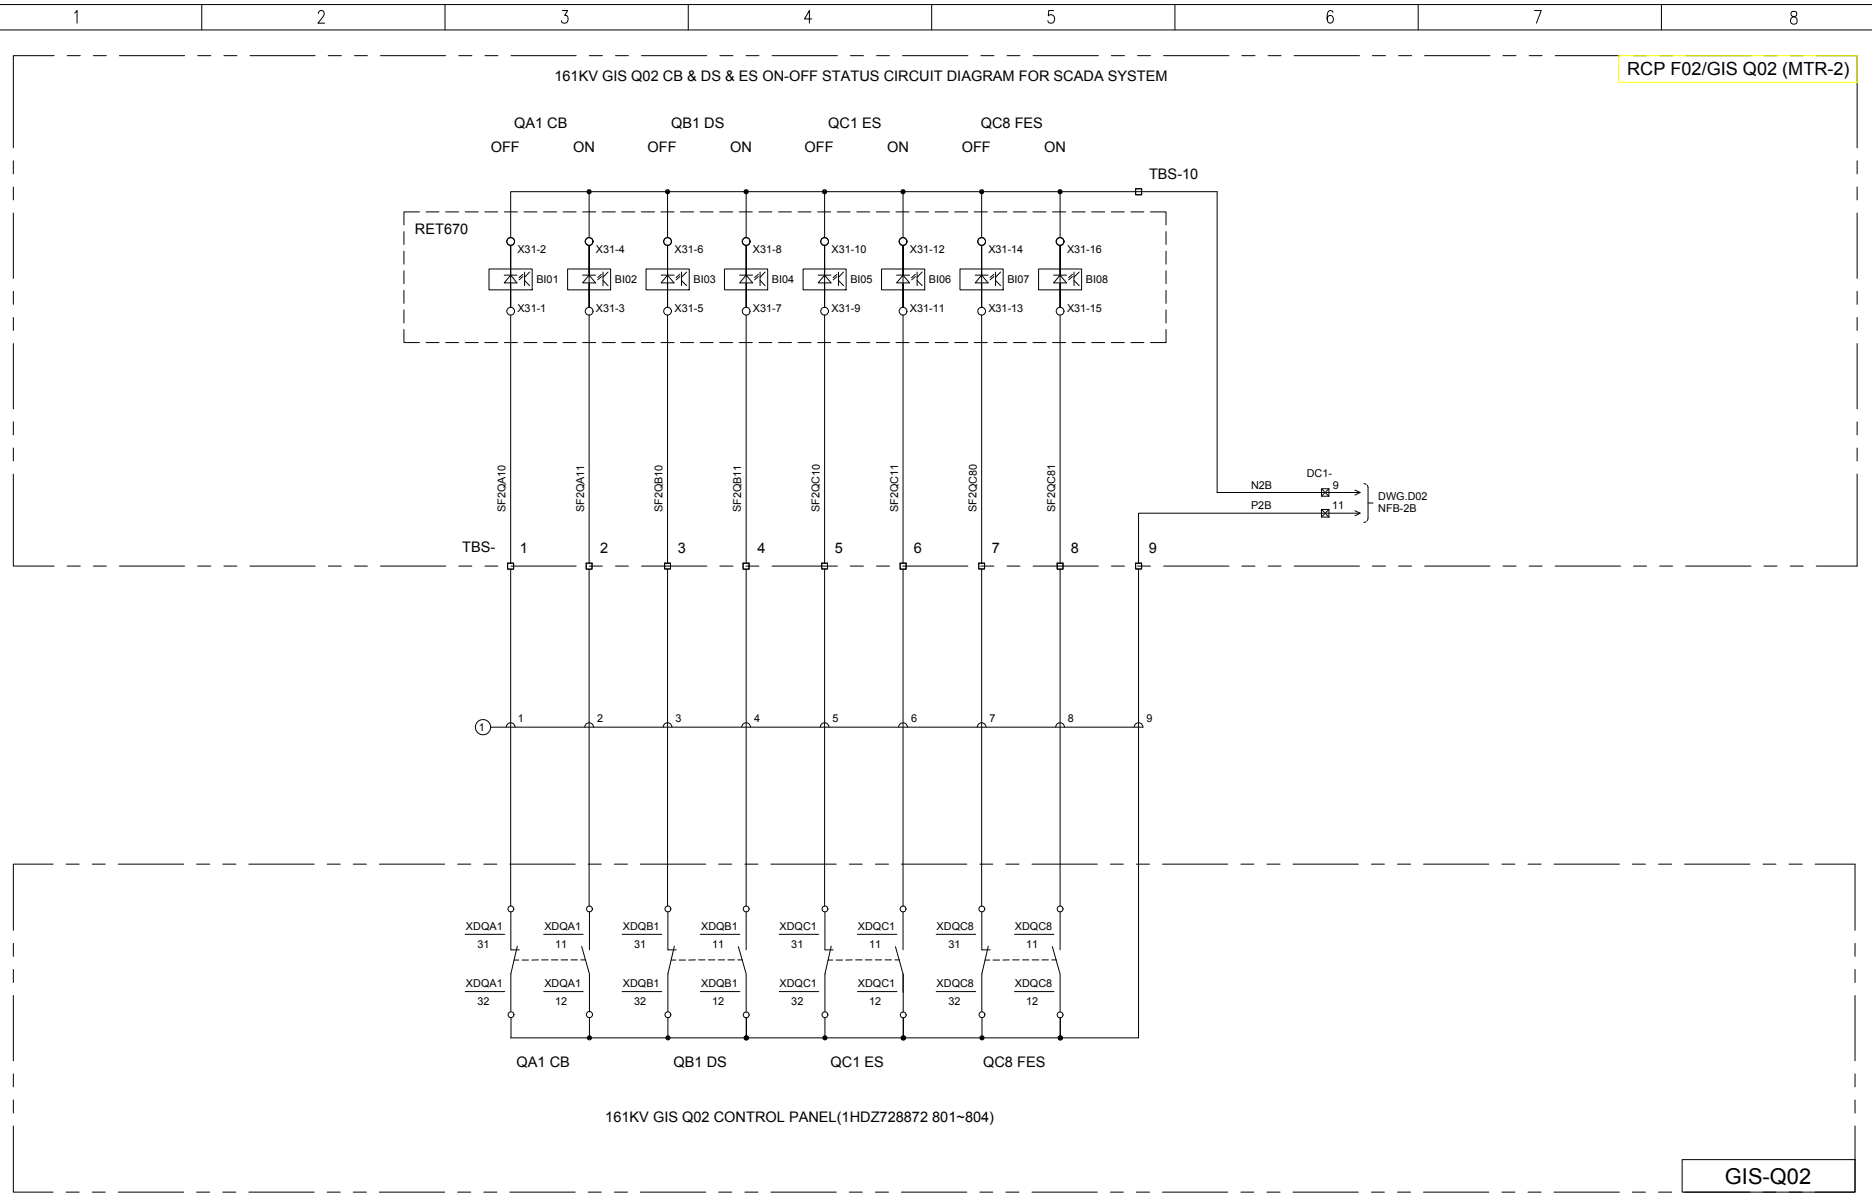 1 2 3 4 5 6 7 8
RCP F02/GIS Q02 (MTR-2)
161KV GIS Q02 CB & DS & ES ON-OFF STATUS CIRCUIT DIAGRAM FOR SCADA SYSTEM
QA1 CB QB1 DS QC1 ES QC8 FES
OFF ON OFF ON OFF ON OFF ON
TBS-10
RET670
X31-2 X31-4 X31-6 X31-8 X31-10 X31-12 X31-14 X31-16
BI01 BI02 BI03 BI04 BI05 BI06 BI07 BI08
X31-1 X31-3 X31-5 X31-7 X31-9 X31-11 X31-13 X31-15
SF2QA10 SF2QA11 SF2QB10 SF2QB11 SF2QC10 SF2QC11 SF2QC80 SF2QC81
DC1-
N2B 9
P2B 11
DWG.D02
NFB-2B
TBS- 1 2 3 4 5 6 7 8 9
1 1 2 3 4 5 6 7 8 9
XDQA1 XDQA1 XDQB1 XDQB1 XDQC1 XDQC1 XDQC8 XDQC8
31 11 31 11 31 11 31 11
XDQA1 XDQA1 XDQB1 XDQB1 XDQC1 XDQC1 XDQC8 XDQC8
32 12 32 12 32 12 32 12
QA1 CB QB1 DS QC1 ES QC8 FES
161KV GIS Q02 CONTROL PANEL(1HDZ728872 801~804)
GIS-Q02